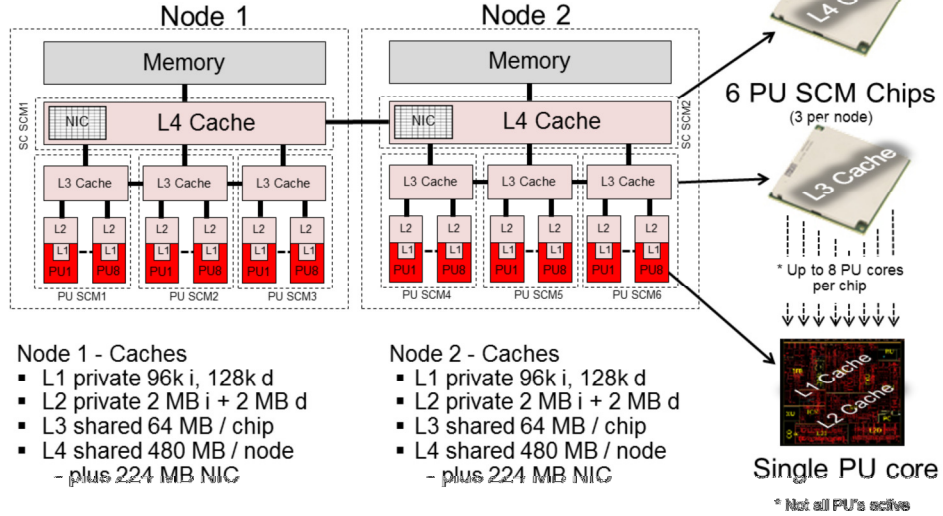 Node 1
Node 2
L4 C
Memory
Memory
6 PU SCM Chips
(3 per node)
SC SCM1
NIC
L4 Cache
NIC
L4 Cache
SC SCM2
L3 Cache
L3 Cache
L3 Cache
L3 Cache
L3 Cache
L3 Cache
L3 Cache
L2
L2
L2
L2
L2
L2
L2
L2
L2
L2
L2
L2
L1
L1
L1
L1
L1
L1
L1
L1
L1
L1
L1
L1
PU1
PU8
PU1
PU8
PU1
PU8
PU1
PU8
PU1
PU8
PU1
PU8
PU SCM1
PU SCM2
PU SCM3
PU SCM4
PU SCM5
PU SCM6
* Up to 8 PU cores
per chip
Node 1 - Caches
▪ L1 private 96k i, 128k d
▪ L2 private 2 MB i + 2 MB d
▪ L3 shared 64 MB / chip
▪ L4 shared 480 MB / node
- plus 224 MB NIC
Node 2 - Caches
▪ L1 private 96k i, 128k d
▪ L2 private 2 MB i + 2 MB d
▪ L3 shared 64 MB / chip
▪ L4 shared 480 MB / node
- plus 224 MB NIC
L1 Cache
L2 Cache
Single PU core
* Not all PU's active